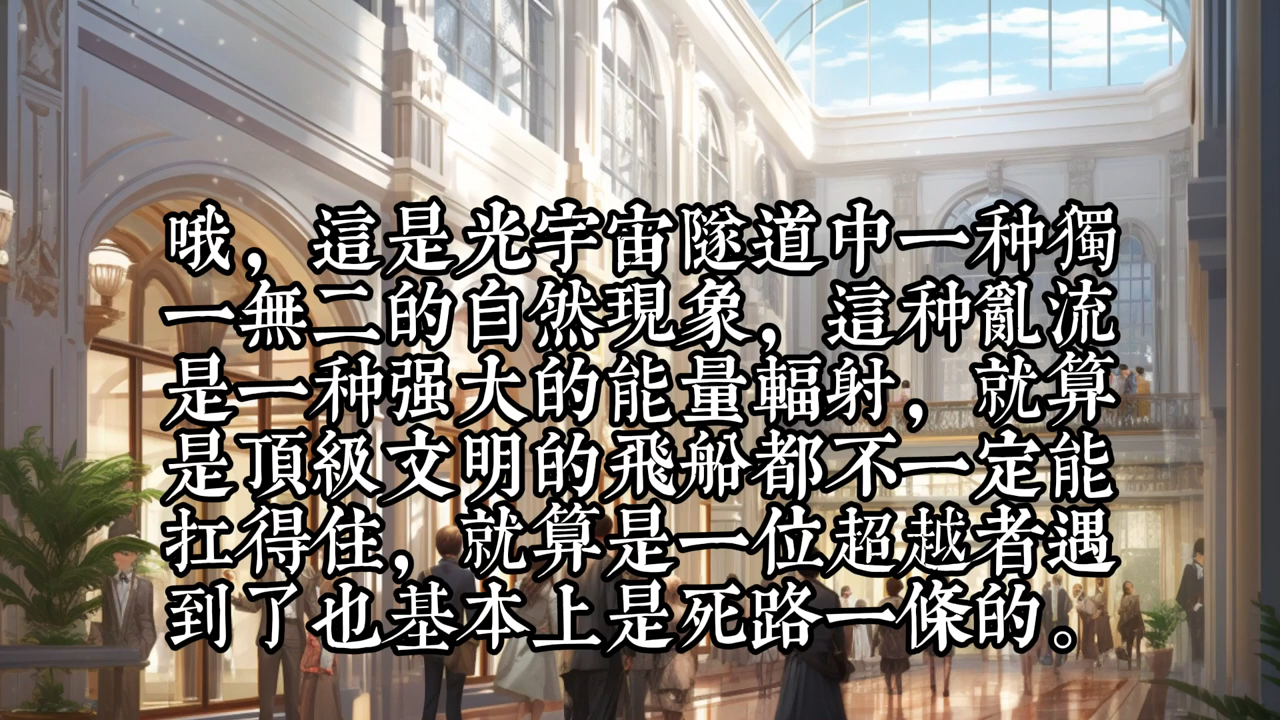 哦，這是光宇宙隧道中一种獨
一無二的自然現象，這种亂流
是一种强大的能量輻射，就算
是頂級文明的飛船都不一定能
扛得住，就算是一位超越者遇
到了也基本上是死路一條的。